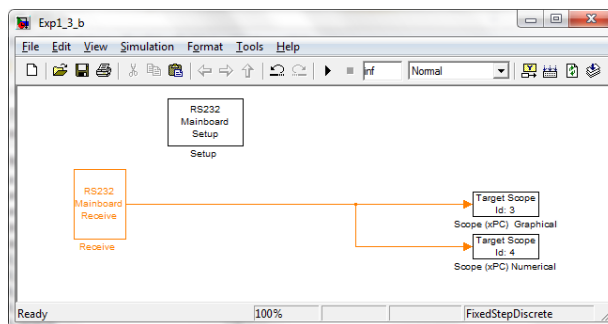 Exp1_3_b
File Edit View Simulation Format Tools Help
inf Normal
RS232
Mainboard
Setup
Setup
RS232
Mainboard
Receive
Receive
Target Scope
Id: 3
Scope (xPC) Graphical
Target Scope
Id: 4
Scope (xPC) Numerical
Ready 100% FixedStepDiscrete